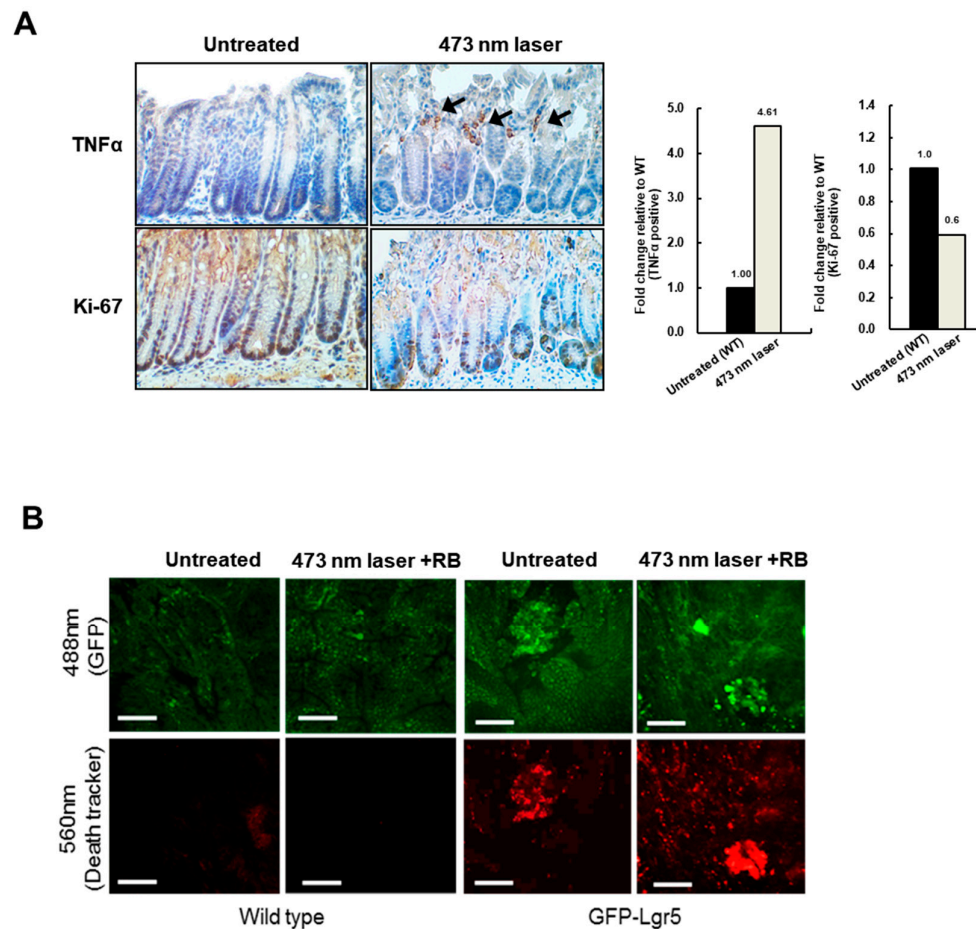 A
Untreated
473 nm laser
TNFα
Ki-67
Fold change relative to WT
(TNF-α positive)
5.0
4.0
3.0
2.0
1.0
0.0
1.00
4.61
Untreated (WT)
473 nm laser
Fold change relative to WT
(Ki-67 positive)
1.4
1.2
1.0
0.8
0.6
0.4
0.2
0.0
1.0
0.6
Untreated (WT)
473 nm laser
B
Untreated
473 nm laser +RB
Untreated
473 nm laser +RB
488nm
(GFP)
560nm
(Death tracker)
Wild type
GFP-Lgr5